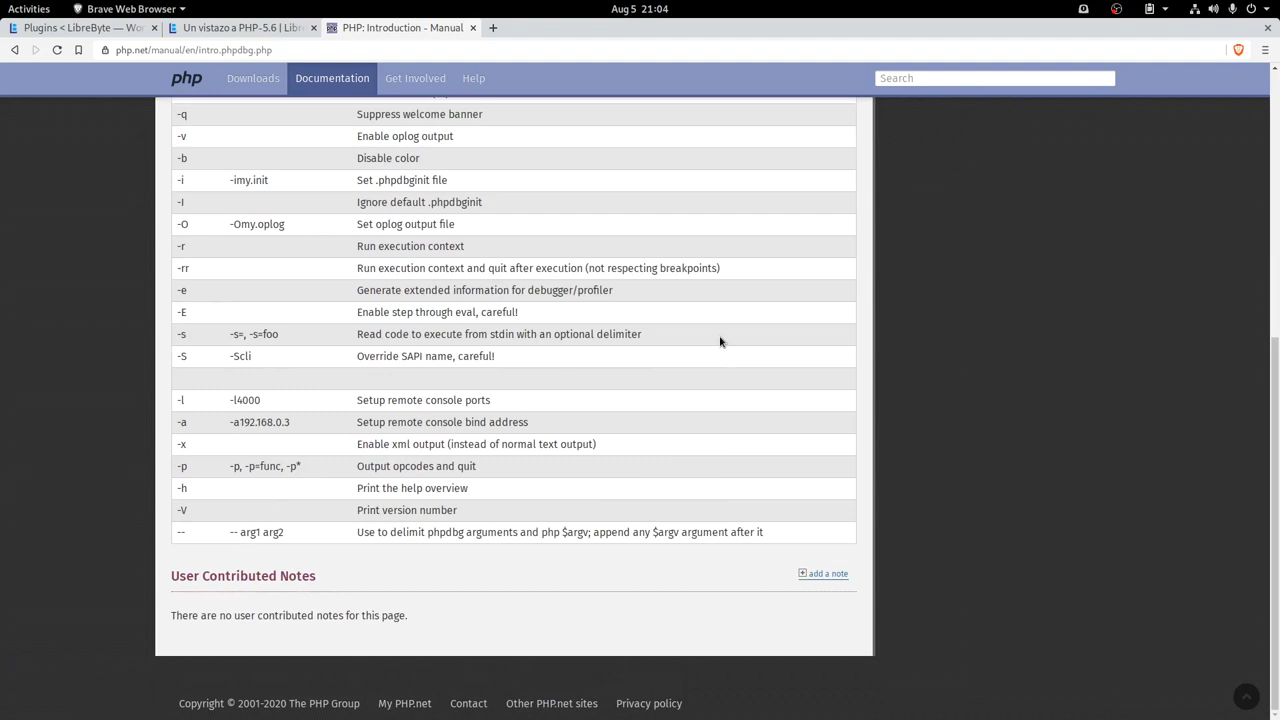 Activities Brave Web Browser Aug 5 21:04
Plugins < LibreByte — Wo Un vistazo a PHP-5.6 | Lib PHP: Introduction - Manual
php.net/manual/en/intro.phpdbg.php
php Downloads Documentation Get Involved Help Search
-q Suppress welcome banner
-v Enable oplog output
-b Disable color
-i -imy.init Set .phpdbginit file
-I Ignore default .phpdbginit
-O -Omy.oplog Set oplog output file
-r Run execution context
-rr Run execution context and quit after execution (not respecting breakpoints)
-e Generate extended information for debugger/profiler
-E Enable step through eval, careful!
-s -s=, -s=foo Read code to execute from stdin with an optional delimiter
-S -Scli Override SAPI name, careful!
-l -l4000 Setup remote console ports
-a -a192.168.0.3 Setup remote console bind address
-x Enable xml output (instead of normal text output)
-p -p, -p=func, -p* Output opcodes and quit
-h Print the help overview
-V Print version number
-- -- arg1 arg2 Use to delimit phpdbg arguments and php $argv; append any $argv argument after it
User Contributed Notes add a note
There are no user contributed notes for this page.
Copyright © 2001-2020 The PHP Group My PHP.net Contact Other PHP.net sites Privacy policy